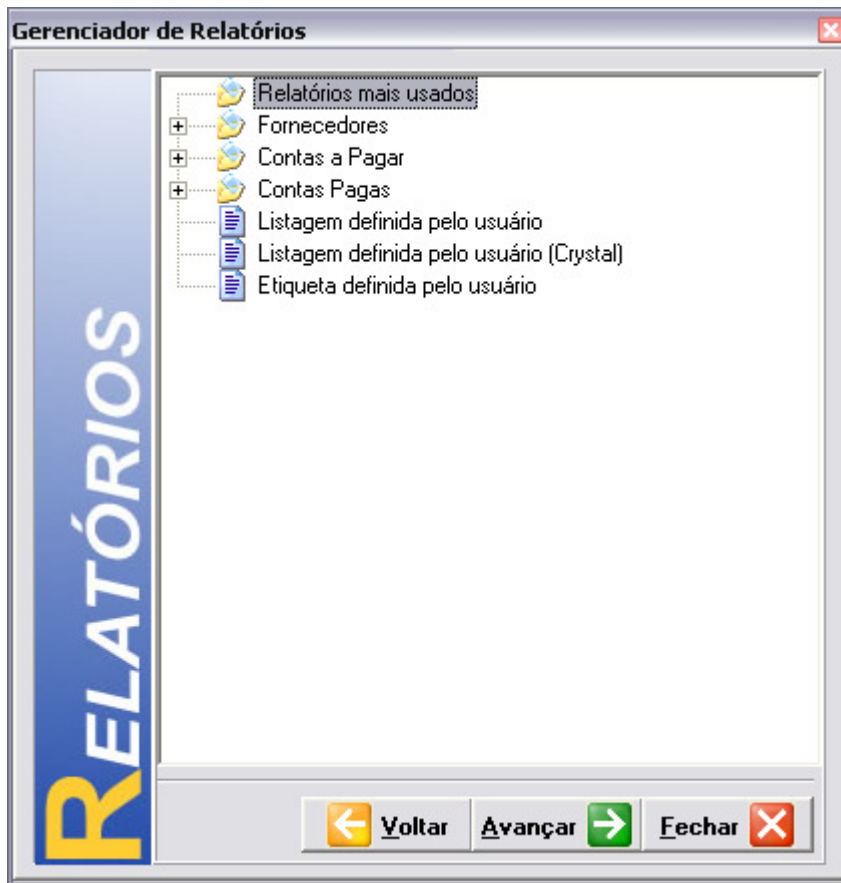 Gerenciador de Relatórios
RELATÓRIOS
Relatórios mais usados
Fornecedores
Contas a Pagar
Contas Pagas
Listagem definida pelo usuário
Listagem definida pelo usuário (Crystal)
Etiqueta definida pelo usuário
Voltar
Avançar
Fechar